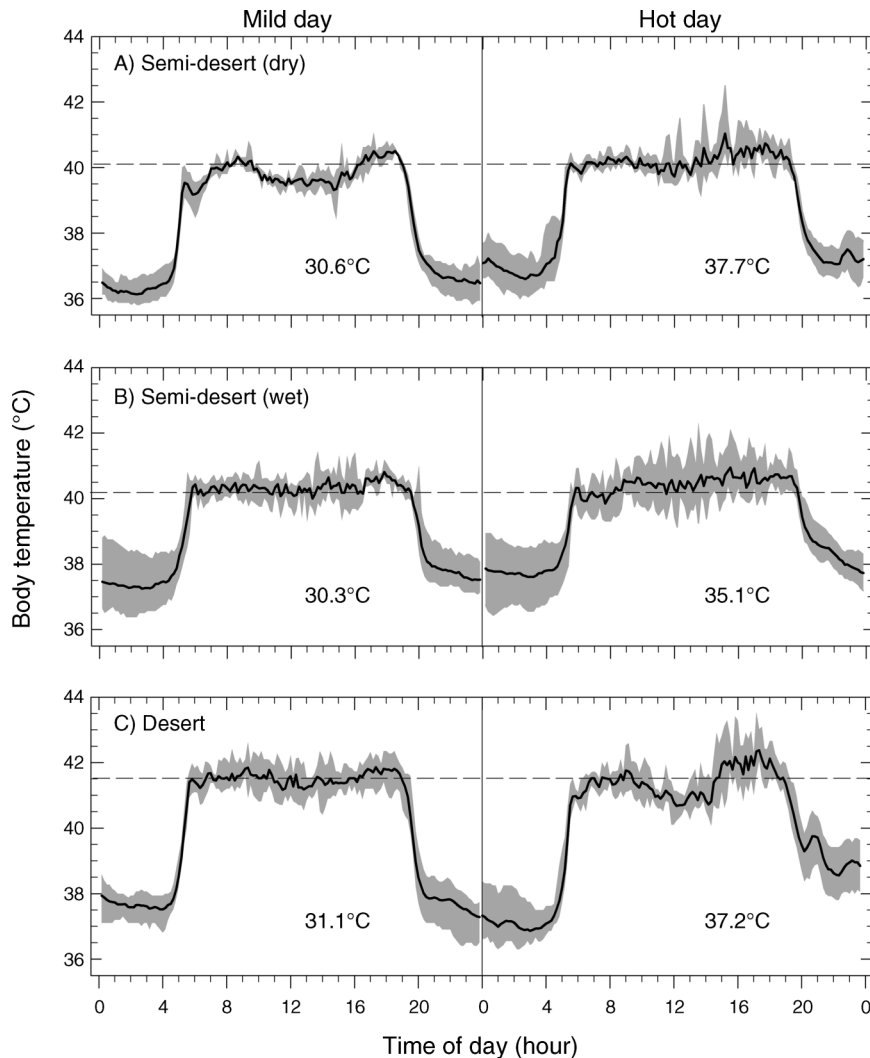 Mild day
Hot day
44
42
40
38
36
A) Semi-desert (dry)
30.6°C
37.7°C
44
42
40
38
36
B) Semi-desert (wet)
30.3°C
35.1°C
44
42
40
38
36
C) Desert
31.1°C
37.2°C
0 4 8 12 16 20 0 4 8 12 16 20 0
Body temperature (°C)
Time of day (hour)